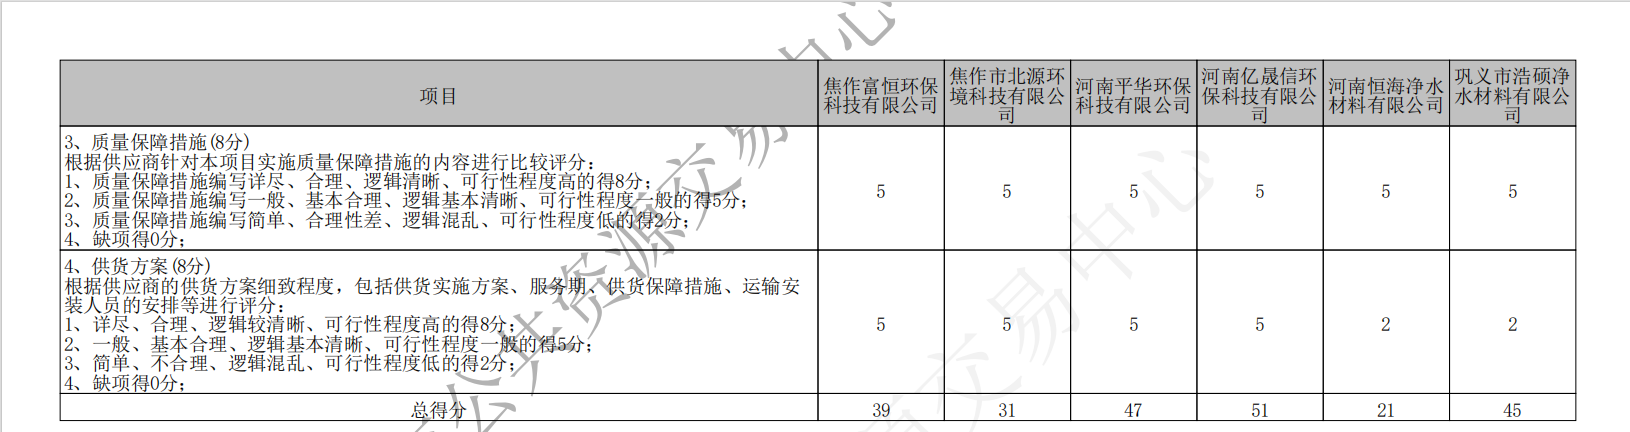 项目
焦作富恒环保
科技有限公司
焦作市北源环
境科技有限公
司
河南平华环保
科技有限公司
河南亿晟信环
保科技有限公
司
河南恒海净水
材料有限公司
巩义市浩硕净
水材料有限公
司
3、质量保障措施(8分)
根据供应商针对本项目实施质量保障措施的内容进行比较评分:
1、质量保障措施编写详尽、合理、逻辑清晰、可行性程度高的得8分;
2、质量保障措施编写一般、基本合理、逻辑基本清晰、可行性程度一般的得5分;
3、质量保障措施编写简单、合理性差、逻辑混乱、可行性程度低的得2分;
4、缺项得0分;
5 5 5 5 5 5
4、供货方案(8分)
根据供应商的供货方案细致程度，包括供货实施方案、服务期、供货保障措施、运输安
装人员的安排等进行评分:
1、详尽、合理、逻辑较清晰、可行性程度高的得8分;
2、一般、基本合理、逻辑基本清晰、可行性程度一般的得5分;
3、简单、不合理、逻辑混乱、可行性程度低的得2分;
4、缺项得0分;
5 5 5 5 2 2
总得分 39 31 47 51 21 45
公共资源交易中心
交易中心